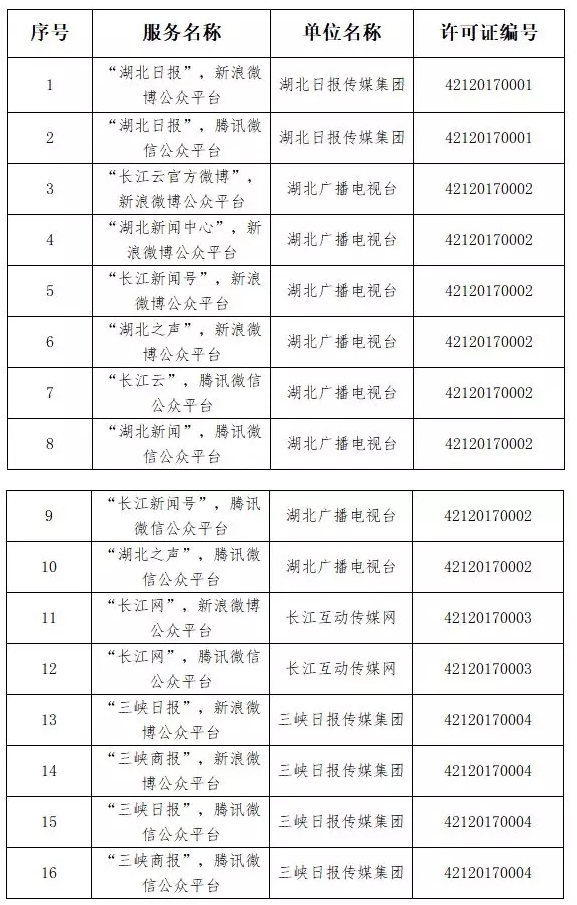 序号 服务名称 单位名称 许可证编号
1 “湖北日报”，新浪微 湖北日报传媒集团 42120170001
博公众平台
2 “湖北日报”，腾讯微 湖北日报传媒集团 42120170001
信公众平台
3 “长江云官方微博”， 湖北广播电视台 42120170002
新浪微博公众平台
4 “湖北新闻中心”，新 湖北广播电视台 42120170002
浪微博公众平台
5 “长江新闻号”，新浪 湖北广播电视台 42120170002
微博公众平台
6 “湖北之声”，新浪微 湖北广播电视台 42120170002
博公众平台
7 “长江云”，腾讯微信 湖北广播电视台 42120170002
公众平台
8 “湖北新闻”，腾讯微 湖北广播电视台 42120170002
信公众平台
9 “长江新闻号”，腾讯 湖北广播电视台 42120170002
微信公众平台
10 “湖北之声”，腾讯微 湖北广播电视台 42120170002
信公众平台
11 “长江网”，新浪微博 长江互动传媒网 42120170003
公众平台
12 “长江网”，腾讯微信 长江互动传媒网 42120170003
公众平台
13 “三峡日报”，新浪微 三峡日报传媒集团 42120170004
博公众平台
14 “三峡商报”，新浪微 三峡日报传媒集团 42120170004
博公众平台
15 “三峡日报”，腾讯微 三峡日报传媒集团 42120170004
信公众平台
16 “三峡商报”，腾讯微 三峡日报传媒集团 42120170004
信公众平台